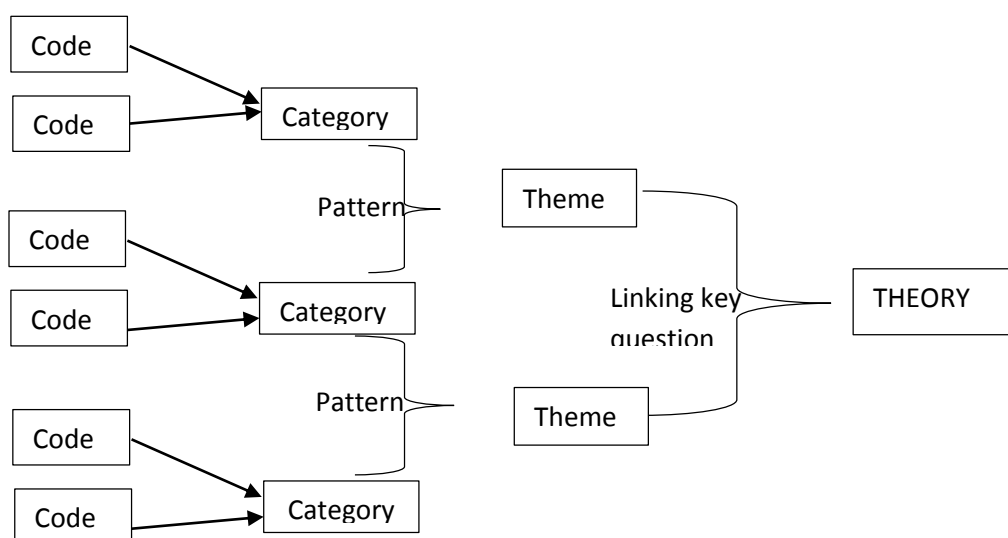 Code
Code
Category
Pattern
Theme
Code
Code
Category
Linking key
question
THEORY
Pattern
Theme
Code
Code
Category